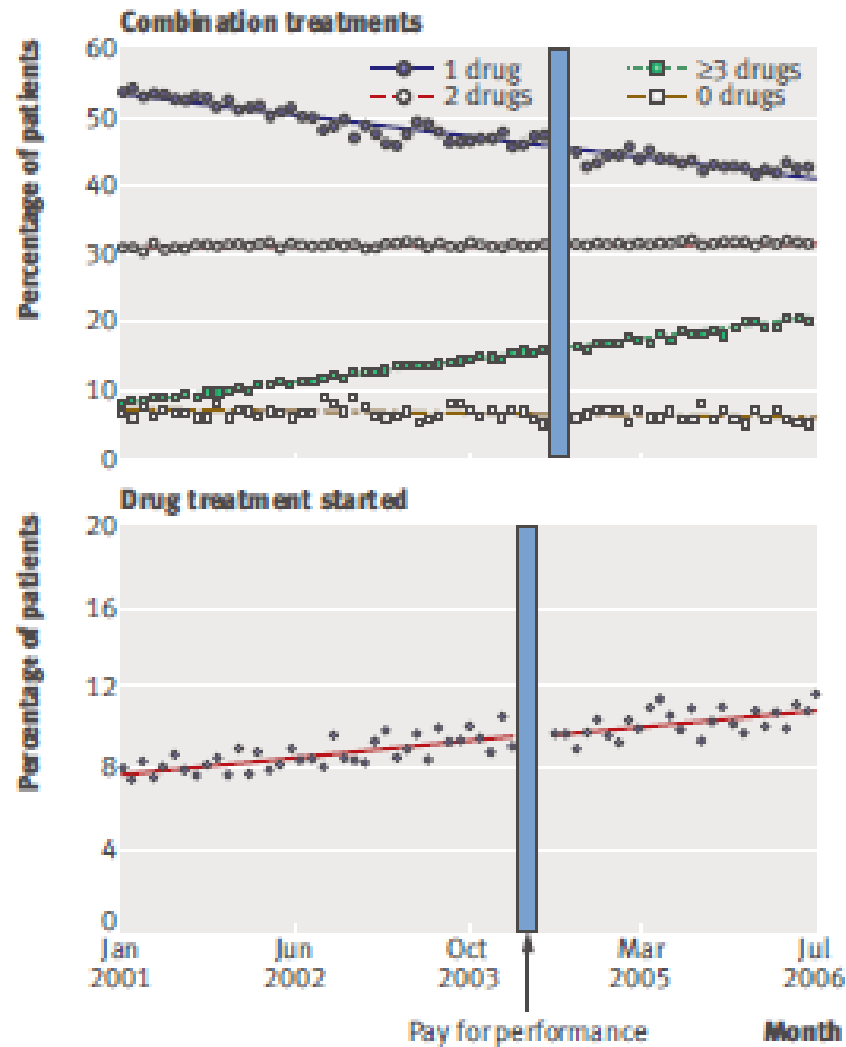 Combination treatments
Percentage of patients
60
50
40
30
20
10
0
1 drug
2 drugs
≥3 drugs
0 drugs
Drug treatment started
Percentage of patients
20
16
12
8
4
0
Jan
2001
Jun
2002
Oct
2003
Mar
2005
Jul
2006
Pay for performance
Month